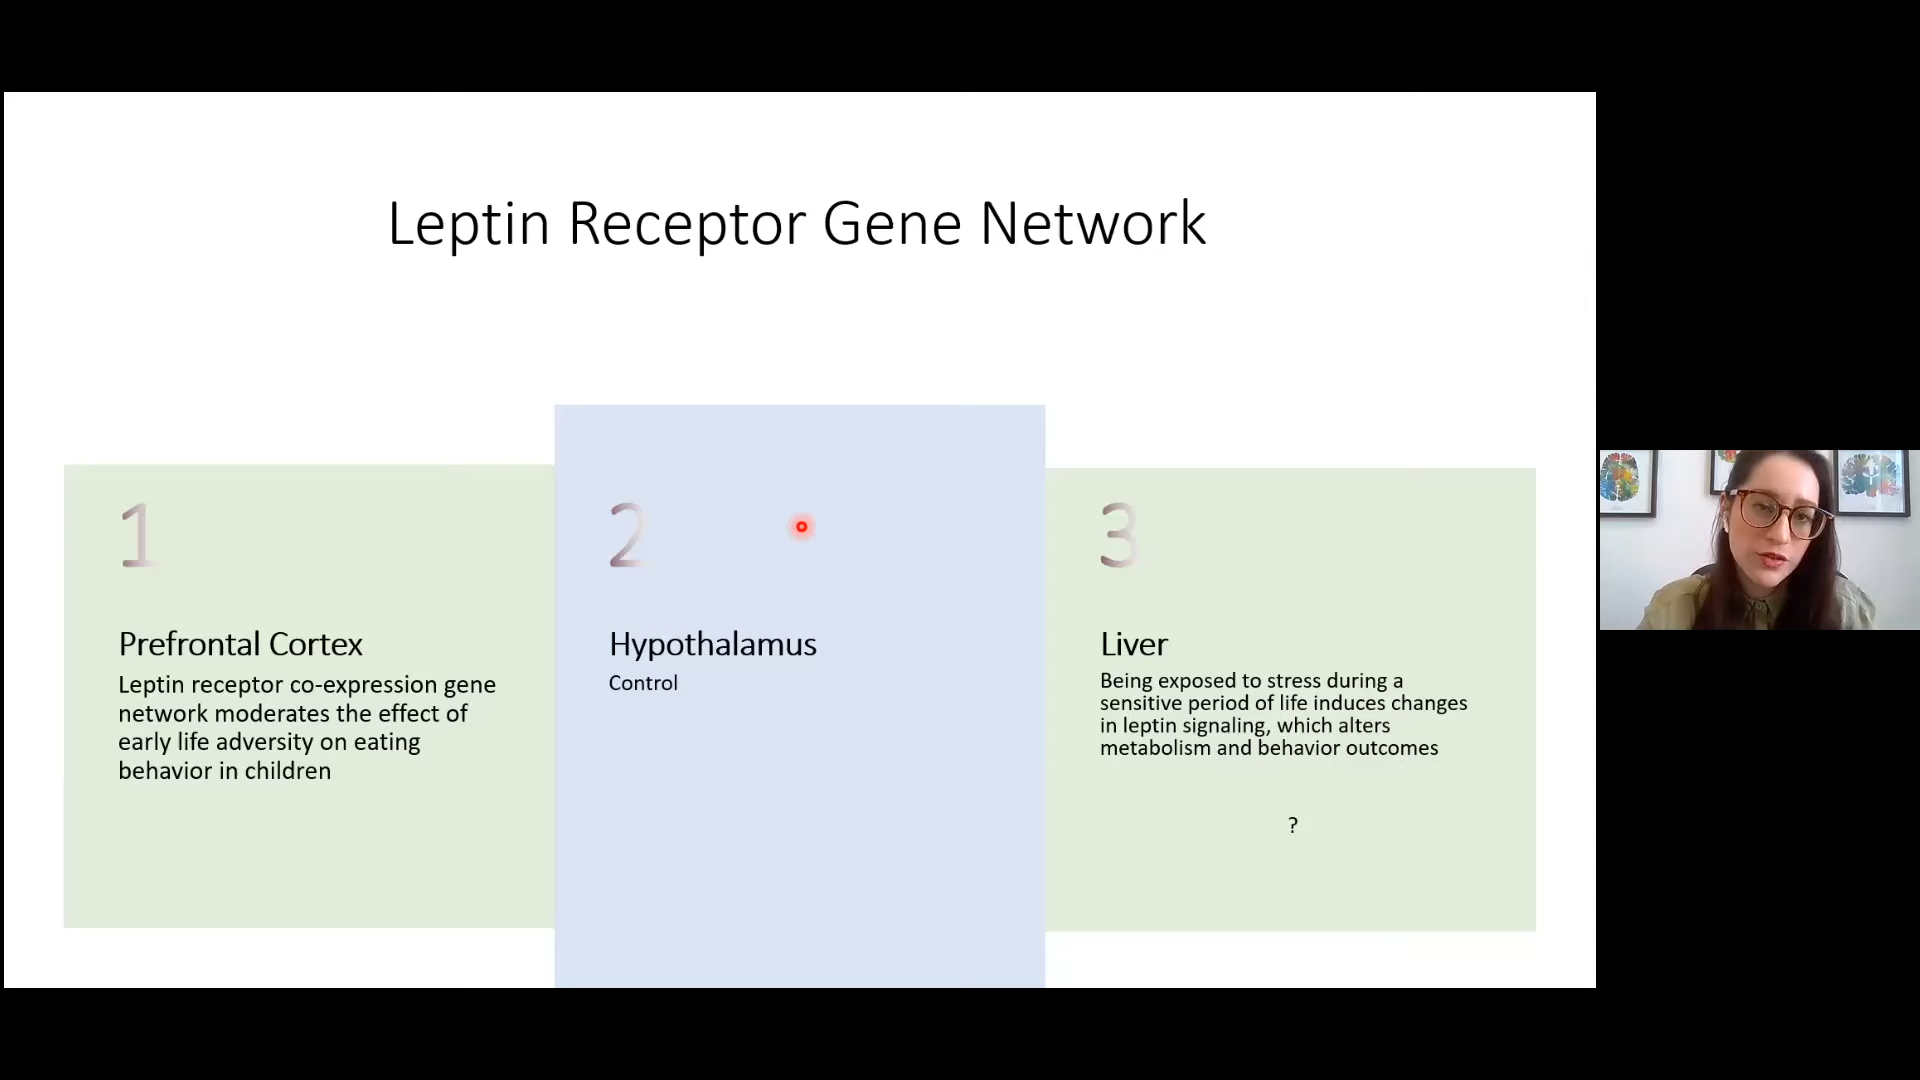 Leptin Receptor Gene Network
1
Prefrontal Cortex
Leptin receptor co-expression gene
network moderates the effect of
early life adversity on eating
behavior in children
2
Hypothalamus
Control
3
Liver
Being exposed to stress during a
sensitive period of life induces changes
in leptin signaling, which alters
metabolism and behavior outcomes
?